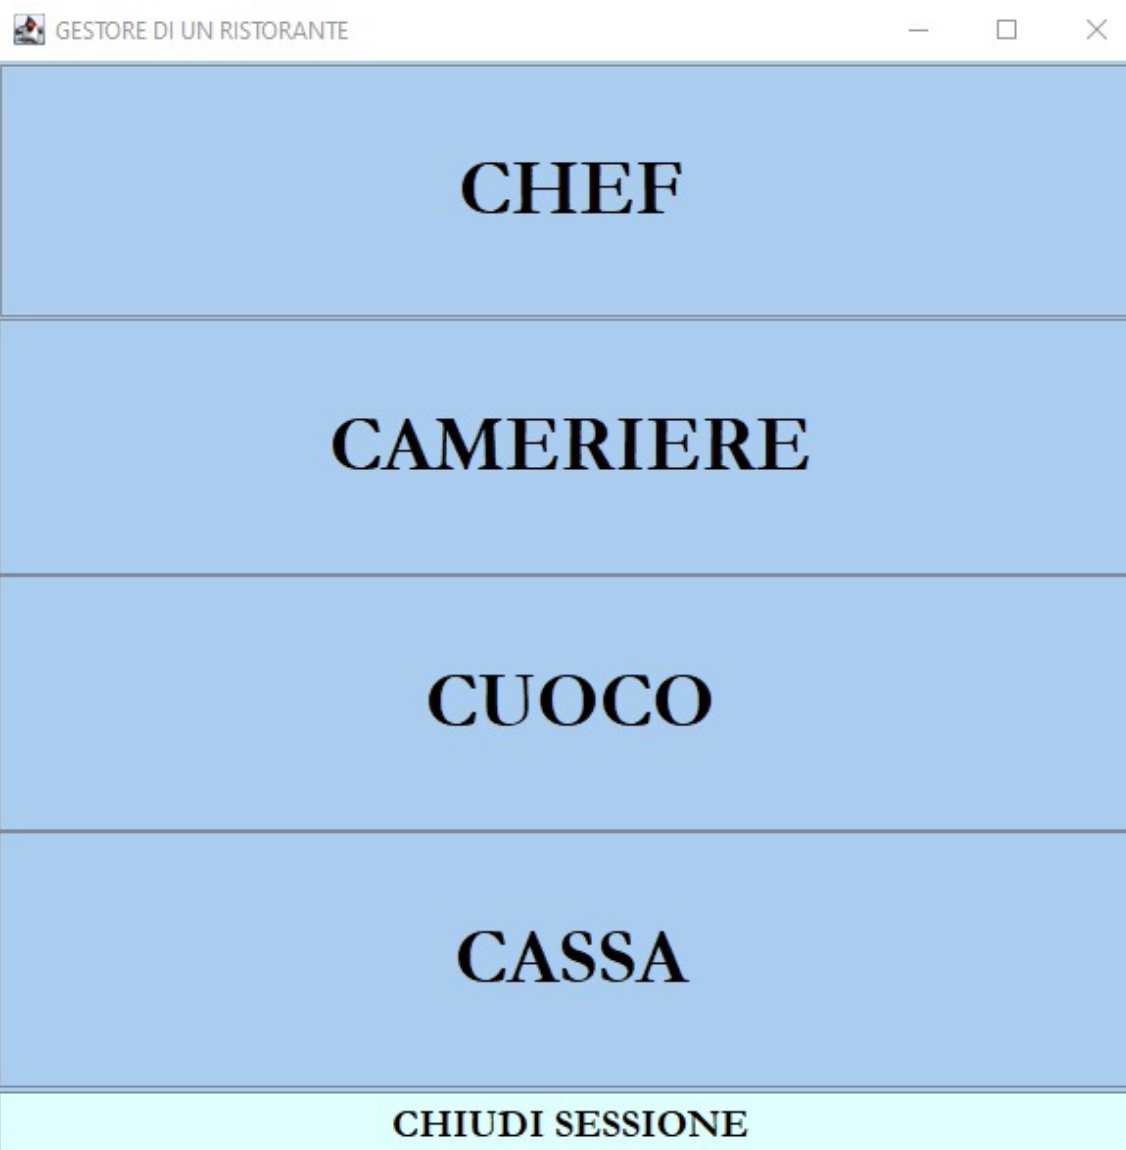 GESTORE DI UN RISTORANTE
CHEF
CAMERIERE
CUOCO
CASSA
CHIUDI SESSIONE